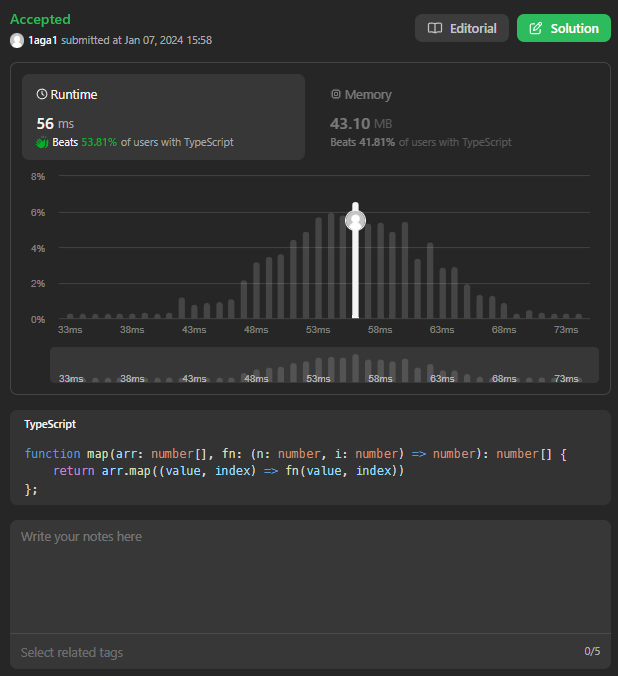 Accepted
1aga1 submitted at Jan 07, 2024 15:58
Editorial
Solution
Runtime
56 ms
Beats 53.81% of users with TypeScript
Memory
43.10 MB
Beats 41.81% of users with TypeScript
8%
6%
4%
2%
0%
33ms 38ms 43ms 48ms 53ms 58ms 63ms 68ms 73ms
33ms 38ms 43ms 48ms 53ms 58ms 63ms 68ms 73ms
TypeScript
function map(arr: number[], fn: (n: number, i: number) => number): number[] {
    return arr.map((value, index) => fn(value, index))
};
Write your notes here
Select related tags
0/5